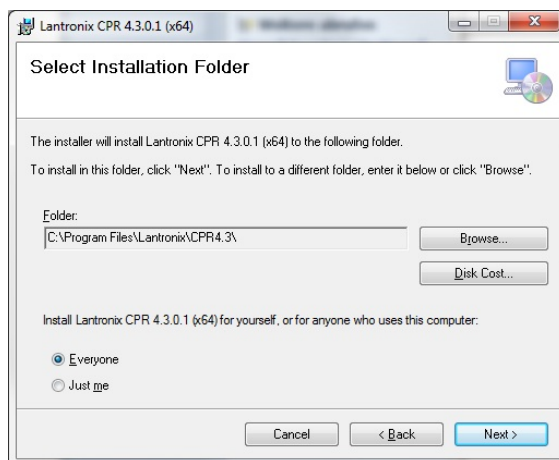 Lantronix CPR 4.3.0.1 (x64)
Select Installation Folder
The installer will install Lantronix CPR 4.3.0.1 (x64) to the following folder.
To install in this folder, click "Next". To install to a different folder, enter it below or click "Browse".
Folder:
C:\Program Files\Lantronix\CPR4.3\
Browse...
Disk Cost...
Install Lantronix CPR 4.3.0.1 (x64) for yourself, or for anyone who uses this computer:
Everyone
Just me
Cancel
< Back
Next >